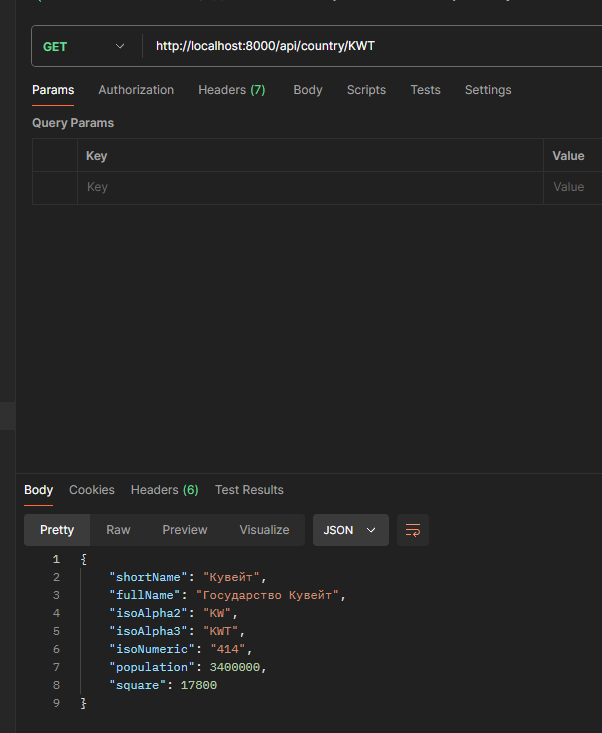 GET http://localhost:8000/api/country/KWT
Params Authorization Headers (7) Body Scripts Tests Settings
Query Params
Key Value
Key Value
Body Cookies Headers (6) Test Results
Pretty Raw Preview Visualize JSON
1 {
2 "shortName": "Кувейт",
3 "fullName": "Государство Кувейт",
4 "isoAlpha2": "KW",
5 "isoAlpha3": "KWT",
6 "isoNumeric": "414",
7 "population": 3400000,
8 "square": 17800
9 }